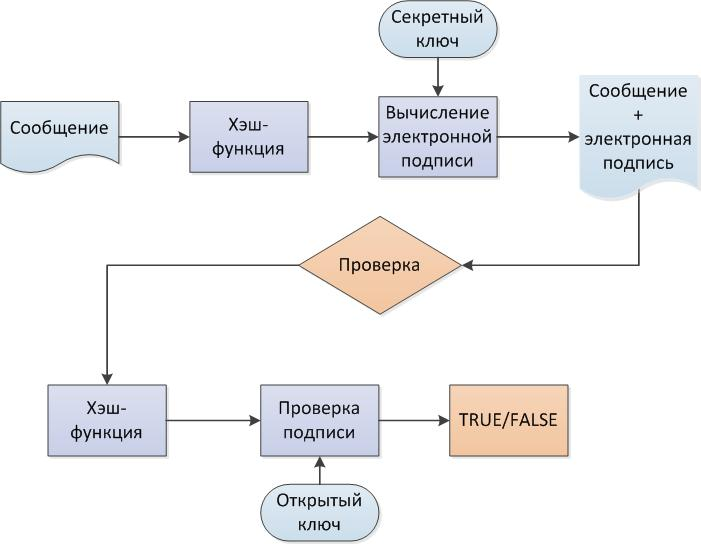 Секретный
ключ
Сообщение
Хэш-
функция
Вычисление
электронной
подписи
Сообщение
+
электронная
подпись
Проверка
Хэш-
функция
Проверка
подписи
TRUE/FALSE
Открытый
ключ